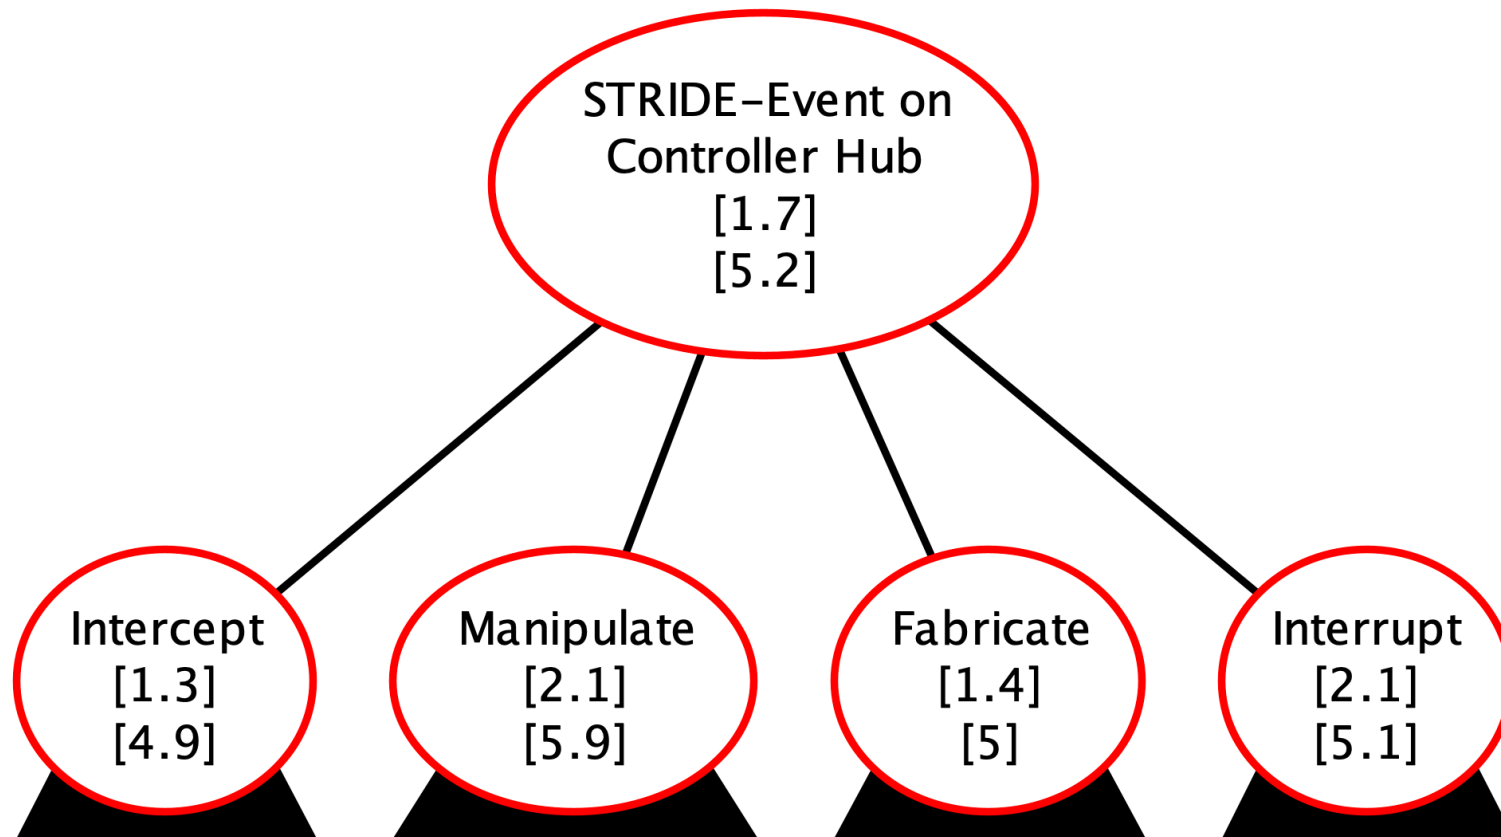 STRIDE–Event on
Controller Hub
[1.7]
[5.2]
Intercept
[1.3]
[4.9]
Manipulate
[2.1]
[5.9]
Fabricate
[1.4]
[5]
Interrupt
[2.1]
[5.1]